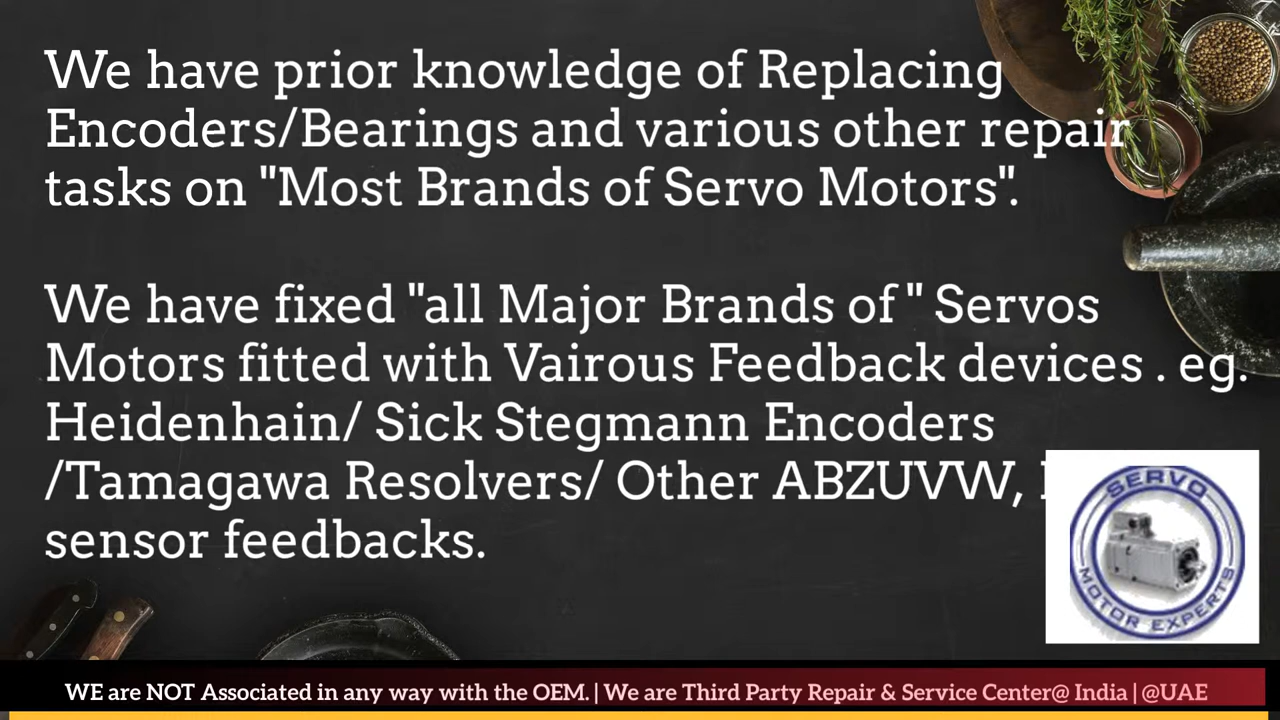 We have prior knowledge of Replacing
Encoders/Bearings and various other repair
tasks on "Most Brands of Servo Motors".
We have fixed "all Major Brands of " Servos
Motors fitted with Vairous Feedback devices . eg.
Heidenhain/ Sick Stegmann Encoders
/Tamagawa Resolvers/ Other ABZUVW,
sensor feedbacks.
SERVO
MOTOR EXPERTS
WE are NOT Associated in any way with the OEM. | We are Third Party Repair & Service Center@ India | @UAE